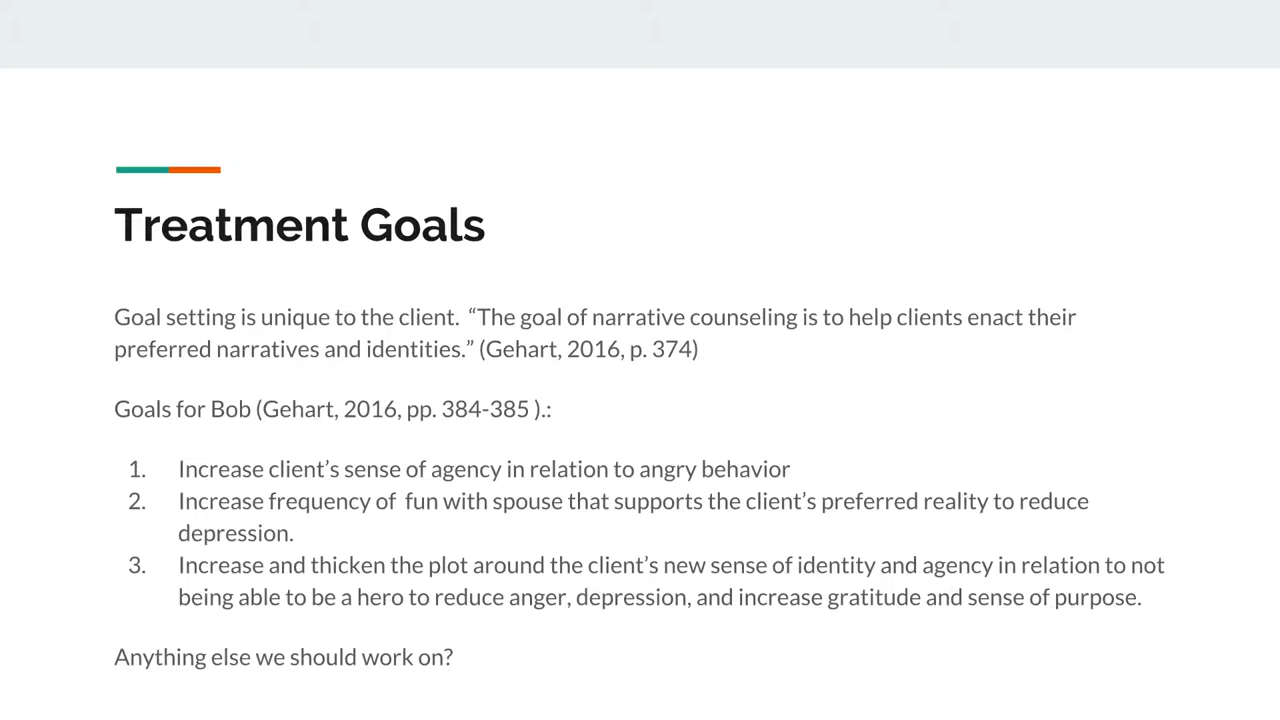 Treatment Goals
Goal setting is unique to the client.  “The goal of narrative counseling is to help clients enact their
preferred narratives and identities.” (Gehart, 2016, p. 374)
Goals for Bob (Gehart, 2016, pp. 384-385 ).:
1. Increase client’s sense of agency in relation to angry behavior
2. Increase frequency of  fun with spouse that supports the client’s preferred reality to reduce
depression.
3. Increase and thicken the plot around the client’s new sense of identity and agency in relation to not
being able to be a hero to reduce anger, depression, and increase gratitude and sense of purpose.
Anything else we should work on?